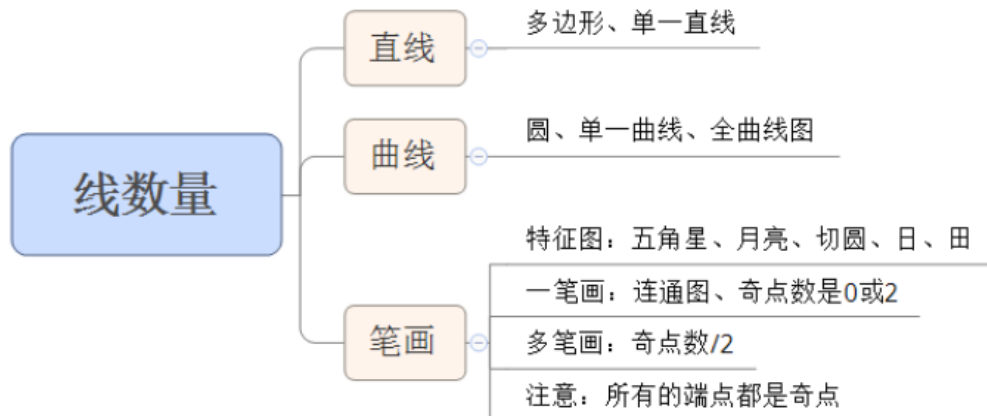 线数量
直线
多边形、单一直线
曲线
圆、单一曲线、全曲线图
笔画
特征图：五角星、月亮、切圆、日、田
一笔画：连通图、奇点数是0或2
多笔画：奇点数/2
注意：所有的端点都是奇点